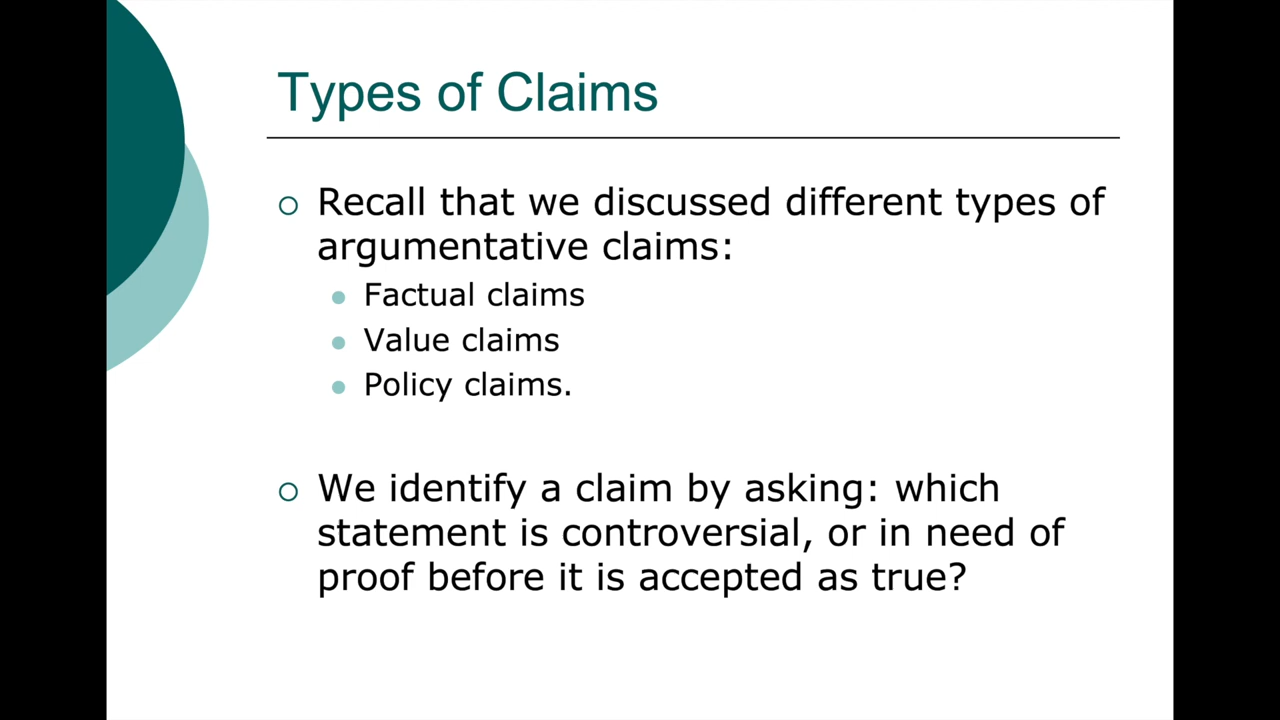 Types of Claims
Recall that we discussed different types of
argumentative claims:
Factual claims
Value claims
Policy claims.
We identify a claim by asking: which
statement is controversial, or in need of
proof before it is accepted as true?